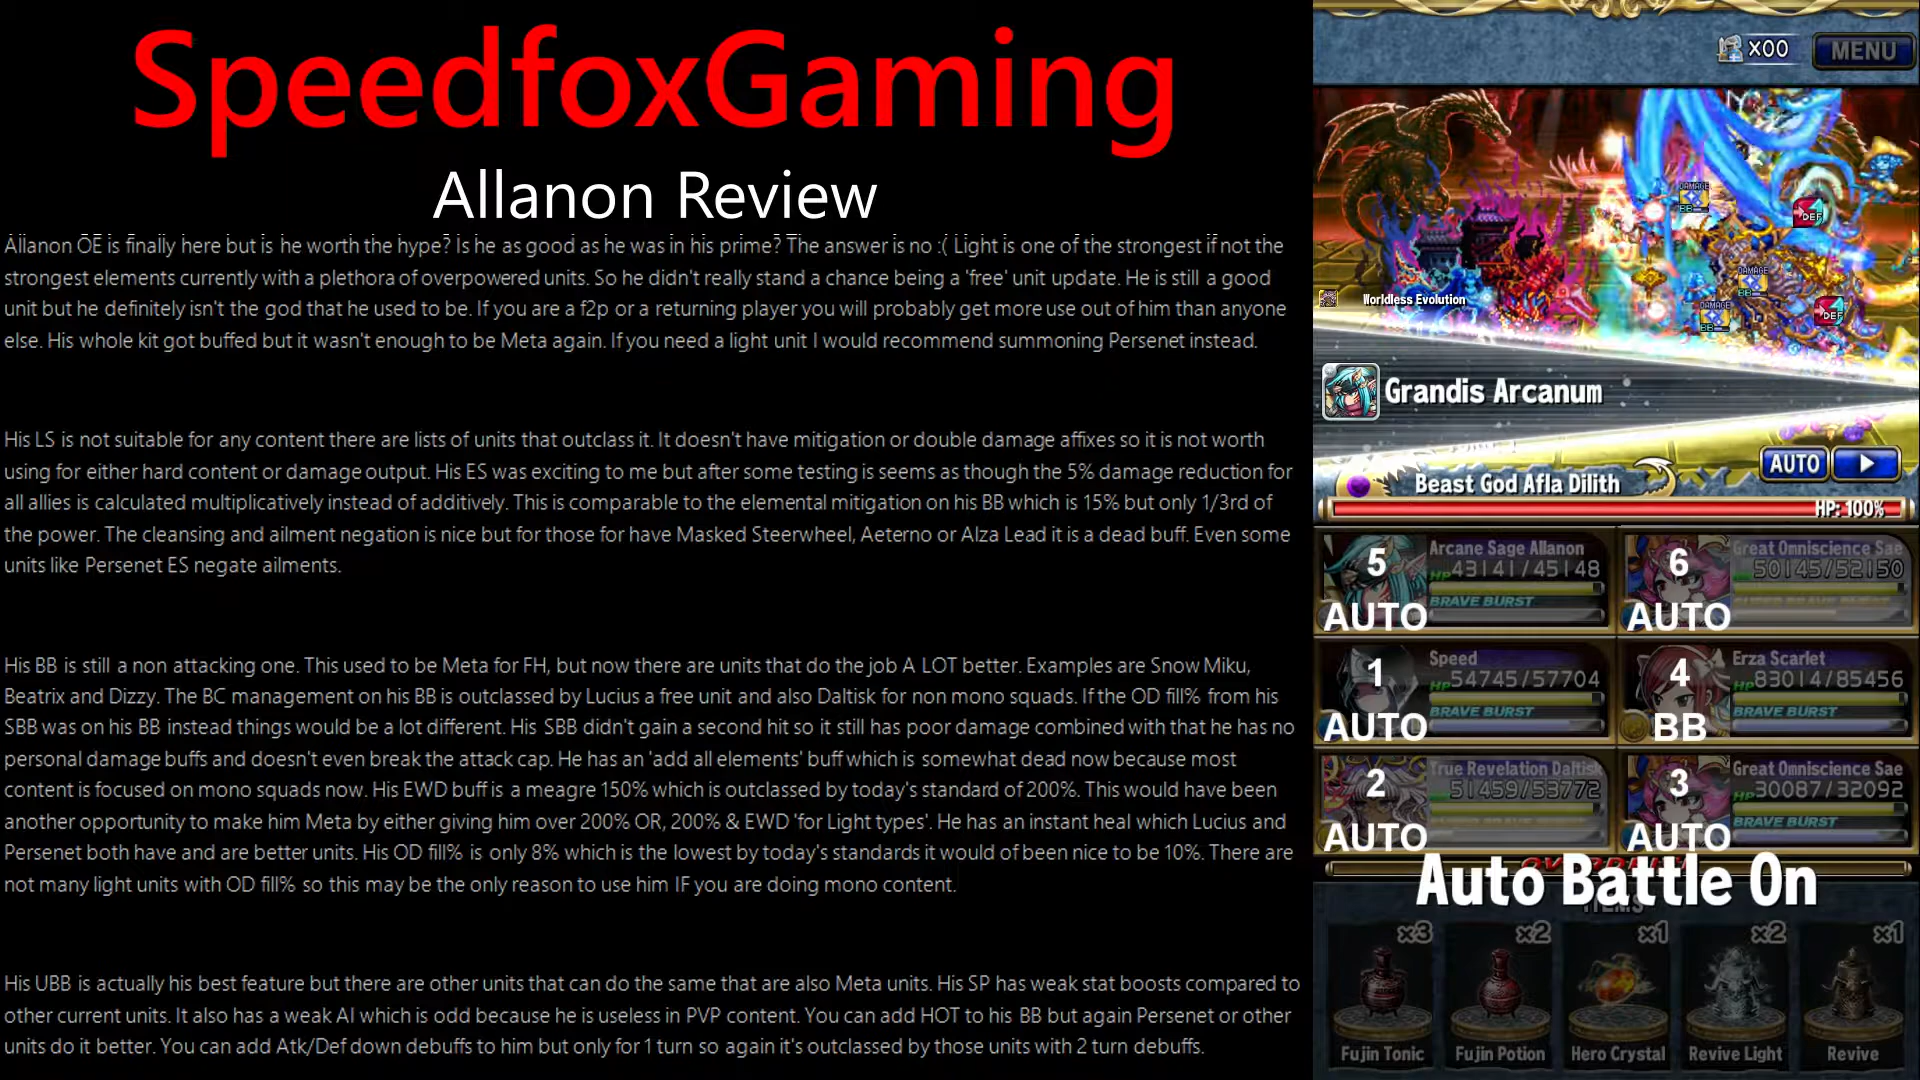 SpeedfoxGaming
Allanon Review
Allanon OE is finally here but is he worth the hype? Is he as good as he was in his prime? The answer is no :( Light is one of the strongest if not the
strongest elements currently with a plethora of overpowered units. So he didn't really stand a chance being a 'free' unit update. He is still a good
unit but he definitely isn't the god that he used to be. If you are a f2p or a returning player you will probably get more use out of him than anyone
else. His whole kit got buffed but it wasn't enough to be Meta again. If you need a light unit I would recommend summoning Persenet instead.
His LS is not suitable for any content there are lists of units that outclass it. It doesn't have mitigation or double damage affixes so it is not worth
using for either hard content or damage output. His ES was exciting to me but after some testing is seems as though the 5% damage reduction for
all allies is calculated multiplicatively instead of additively. This is comparable to the elemental mitigation on his BB which is 15% but only 1/3rd of
the power. The cleansing and ailment negation is nice but for those for have Masked Steerwheel, Aeterno or Alza Lead it is a dead buff. Even some
units like Persenet ES negate ailments.
His BB is still a non attacking one. This used to be Meta for FH, but now there are units that do the job A LOT better. Examples are Snow Miku,
Beatrix and Dizzy. The BC management on his BB is outclassed by Lucius a free unit and also Daltisk for non mono squads. If the OD fill% from his
SBB was on his BB instead things would be a lot different. His SBB didn't gain a second hit so it still has poor damage combined with that he has no
personal damage buffs and doesn't even break the attack cap. He has an 'add all elements' buff which is somewhat dead now because most
content is focused on mono squads now. His EWD buff is a meagre 150% which is outclassed by today's standard of 200%. This would have been
another opportunity to make him Meta by either giving him over 200% OR, 200% & EWD 'for Light types'. He has an instant heal which Lucius and
Persenet both have and are better units. His OD fill% is only 8% which is the lowest by today's standards it would of been nice to be 10%. There are
not many light units with OD fill% so this may be the only reason to use him IF you are doing mono content.
His UBB is actually his best feature but there are other units that can do the same that are also Meta units. His SP has weak stat boosts compared to
other current units. It also has a weak AI which is odd because he is useless in PVP content. You can add HOT to his BB but again Persenet or other
units do it better. You can add Atk/Def down debuffs to him but only for 1 turn so again it's outclassed by those units with 2 turn debuffs.
X00
MENU
DAMAGE
BB
DEF
DAMAGE
BB
DAMAGE
BB
DEF
Worldless Evolution
Grandis Arcanum
AUTO
Beast God Afla Dilith
HP: 100%
5
Arcane Sage Allanon
HP 43141/45148
BRAVE BURST
AUTO
6
Great Omniscience Sae
50145/52150
AUTO
1
Speed
HP 54745/57704
BRAVE BURST
AUTO
4
Erza Scarlet
HP 83014/85456
BRAVE BURST
BB
2
True Revelation Daltisk
51459/53772
AUTO
3
Great Omniscience Sae
HP 30087/32092
BRAVE BURST
AUTO
Auto Battle On
ITEMS
x3
x2
x1
x2
x1
Fujin Tonic
Fujin Potion
Hero Crystal
Revive Light
Revive